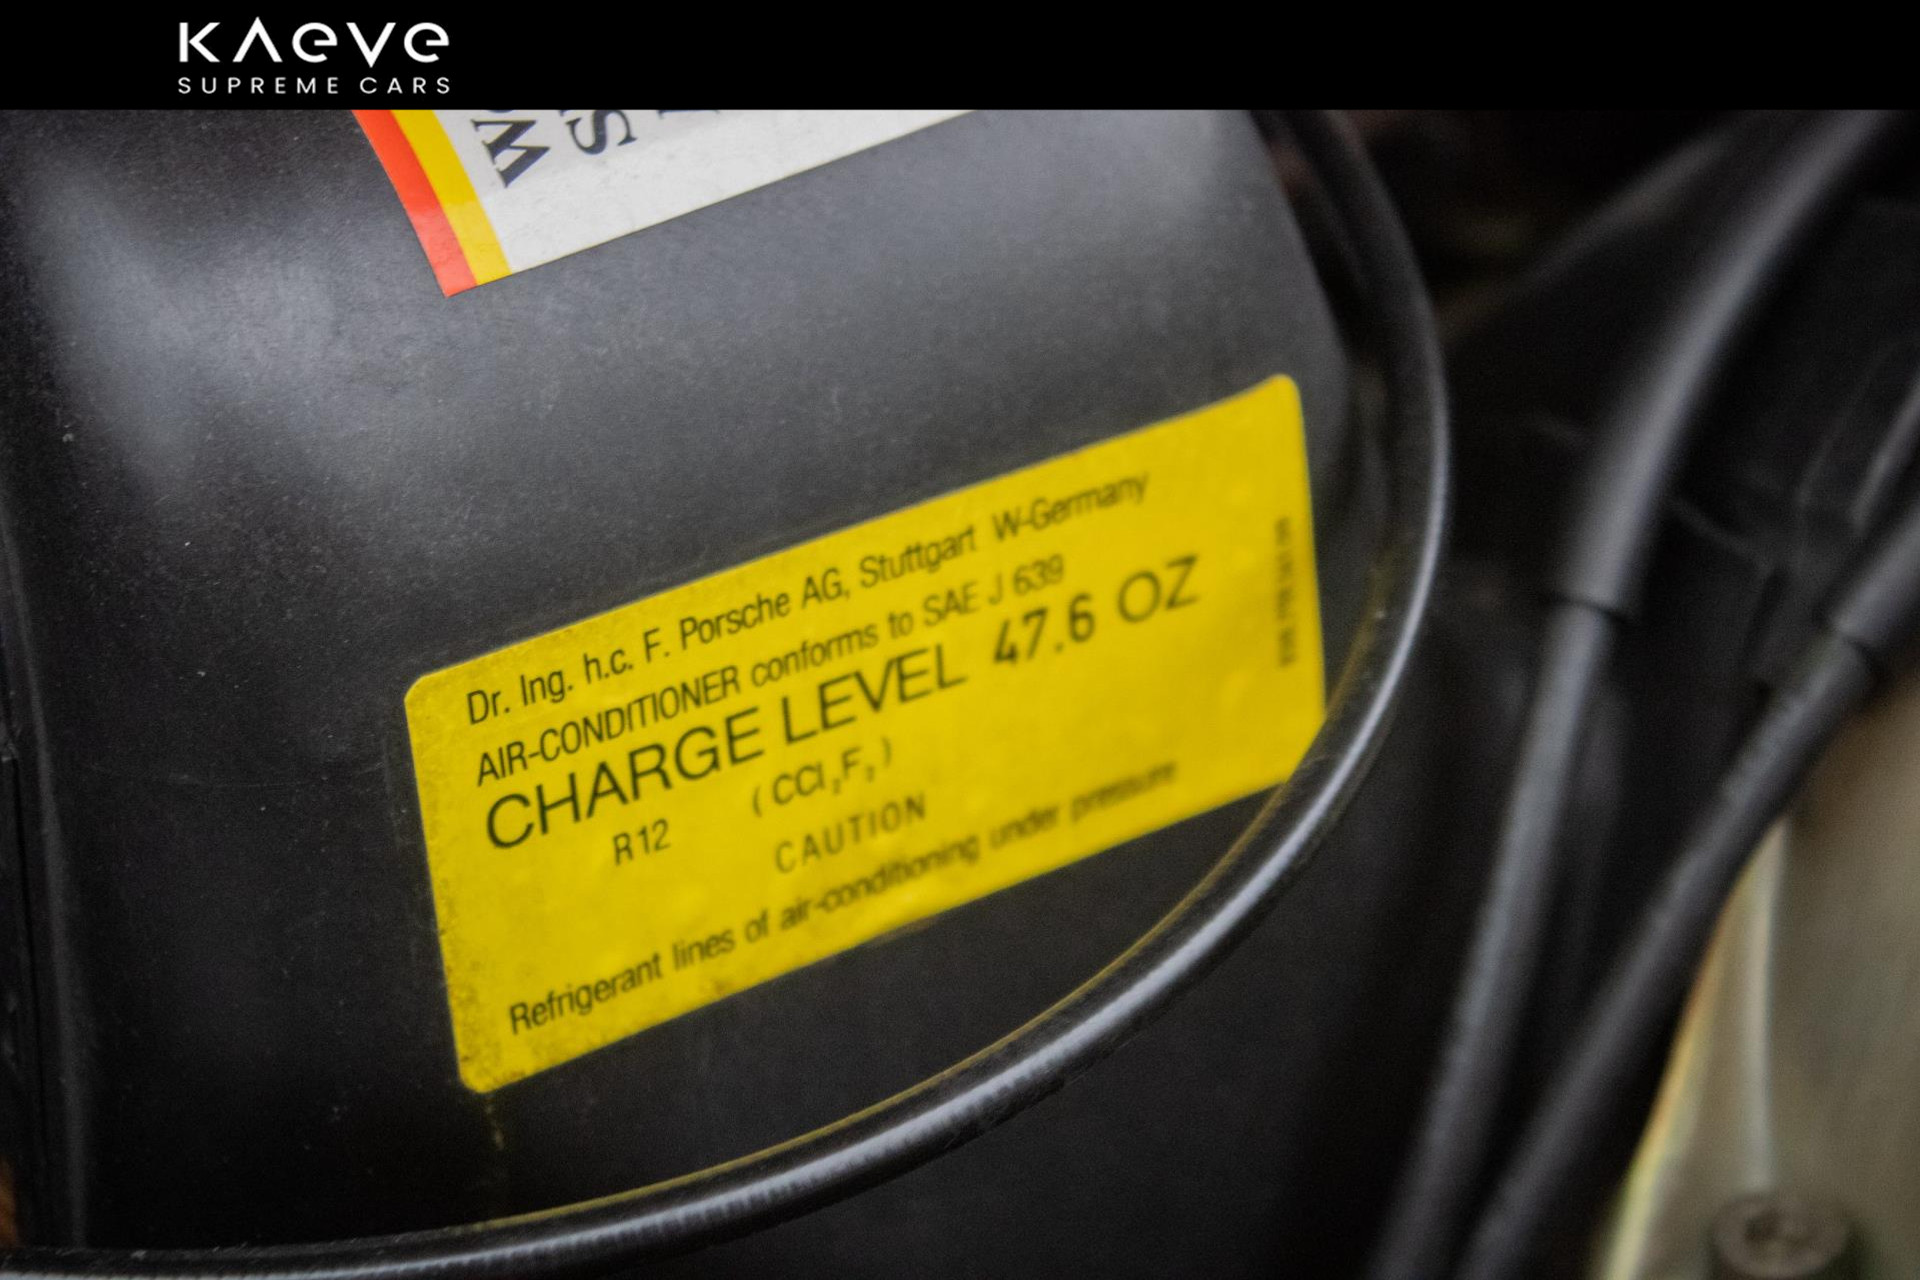 KAEVE
SUPREME CARS
Dr. Ing. h.c. F. Porsche AG, Stuttgart W-Germany
AIR-CONDITIONER conforms to SAE J 639
CHARGE LEVEL 47.6 OZ
R12 (CCl₂F₂)
CAUTION
Refrigerant lines of air-conditioning under pressure